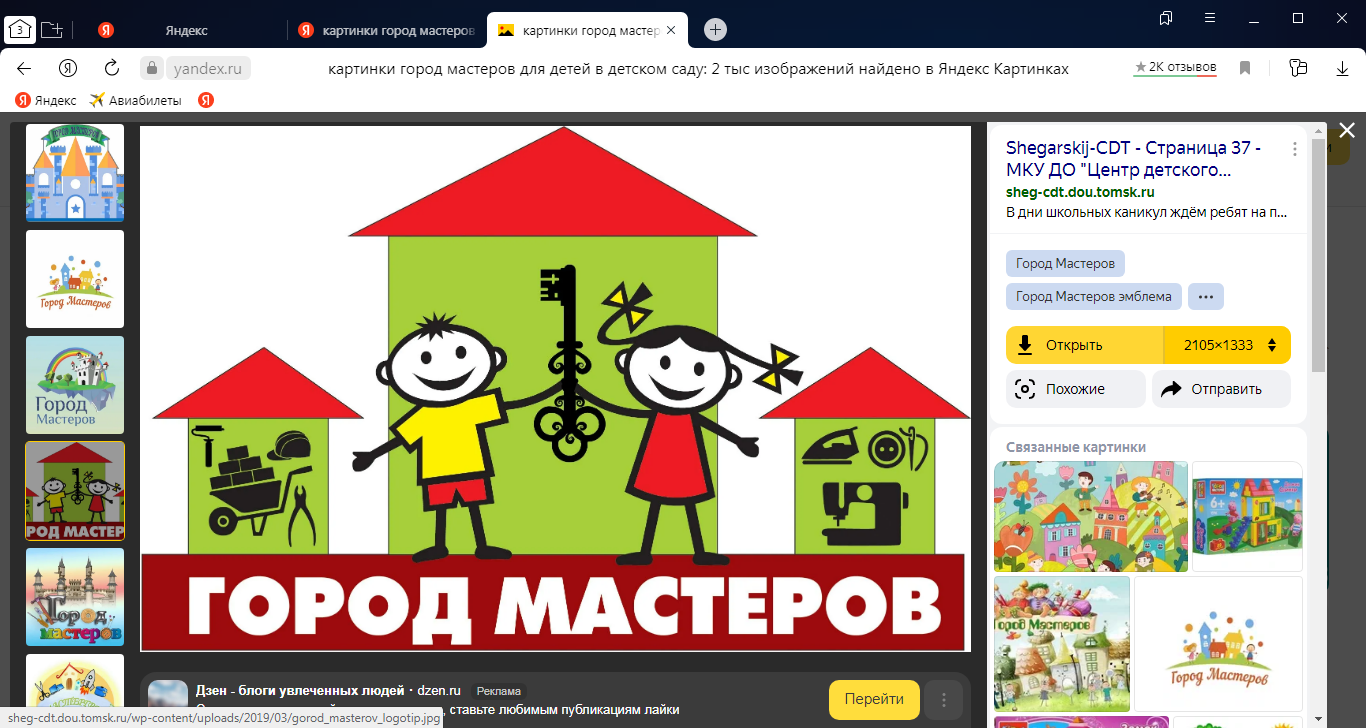 3
Яндекс
картинки город мастеров
картинки город мастер
yandex.ru
картинки город мастеров для детей в детском саду: 2 тыс изображений найдено в Яндекс Картинках
2K отзывов
Яндекс
Авиабилеты
Город Мастеров
Город
Мастеров
РОД МАСТЕР
Город
мастеров
ГОРОД МАСТЕРОВ
Дзен - блоги увлеченных людей · dzen.ru Реклама
ставьте любимым публикациям лайки
Перейти
sheg-cdt.dou.tomsk.ru/wp-content/uploads/2019/03/gorod_masterov_logotip.jpg
Shegarskij-CDT - Страница 37 -
МКУ ДО "Центр детского...
sheg-cdt.dou.tomsk.ru
В дни школьных каникул ждём ребят на п...
Город Мастеров
Город Мастеров эмблема
Открыть
2105×1333
Похожие
Отправить
Связанные картинки
6+
Город Мастеров
Город Мастеров